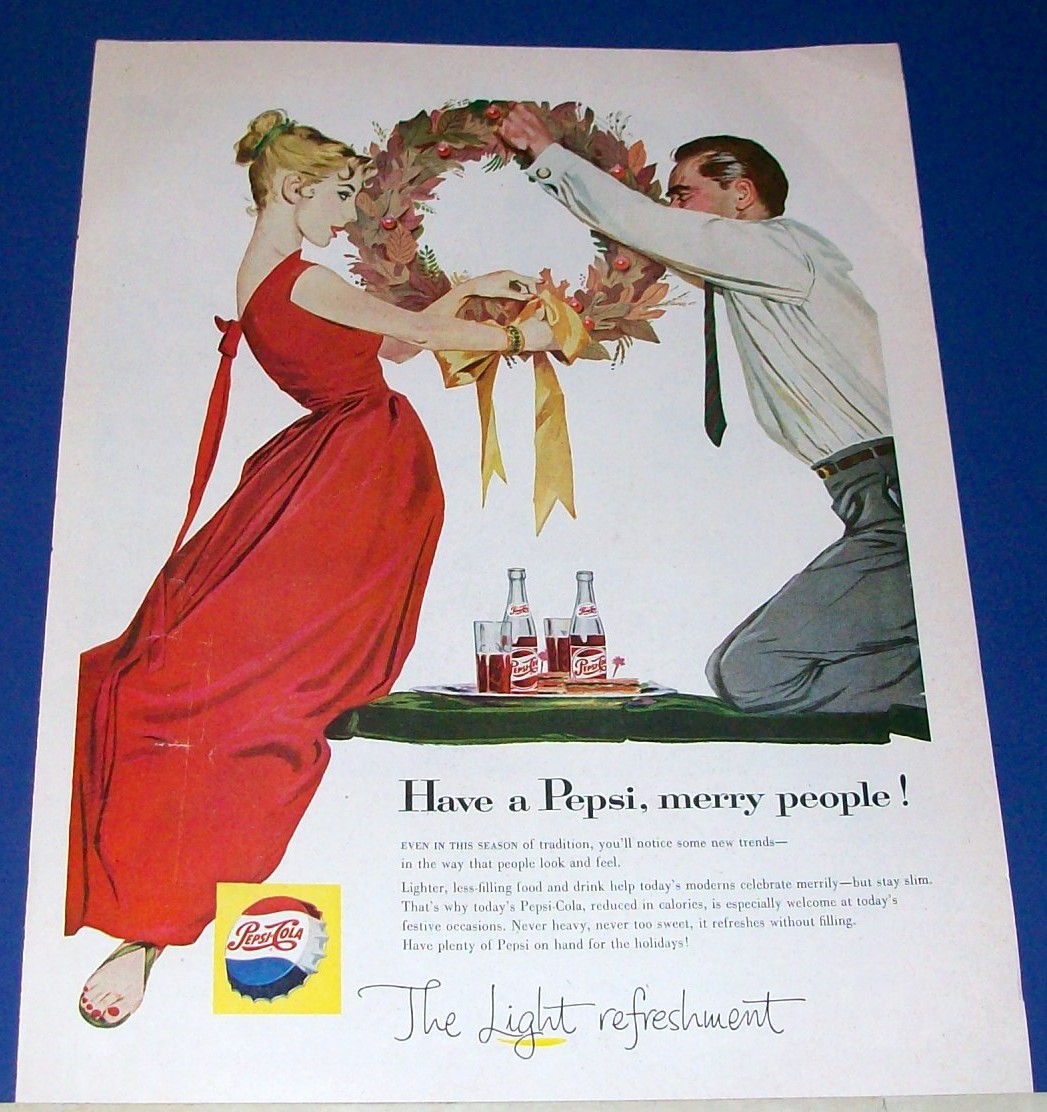 Pepsi-Cola
Pepsi-Cola
Have a Pepsi, merry people!
EVEN IN THIS SEASON of tradition, you'll notice some new trends—
in the way that people look and feel.
Lighter, less-filling food and drink help today's moderns celebrate merrily—but stay slim.
That's why today's Pepsi-Cola, reduced in calories, is especially welcome at today's
festive occasions. Never heavy, never too sweet, it refreshes without filling.
Have plenty of Pepsi on hand for the holidays!
PEPSI-COLA
The Light refreshment